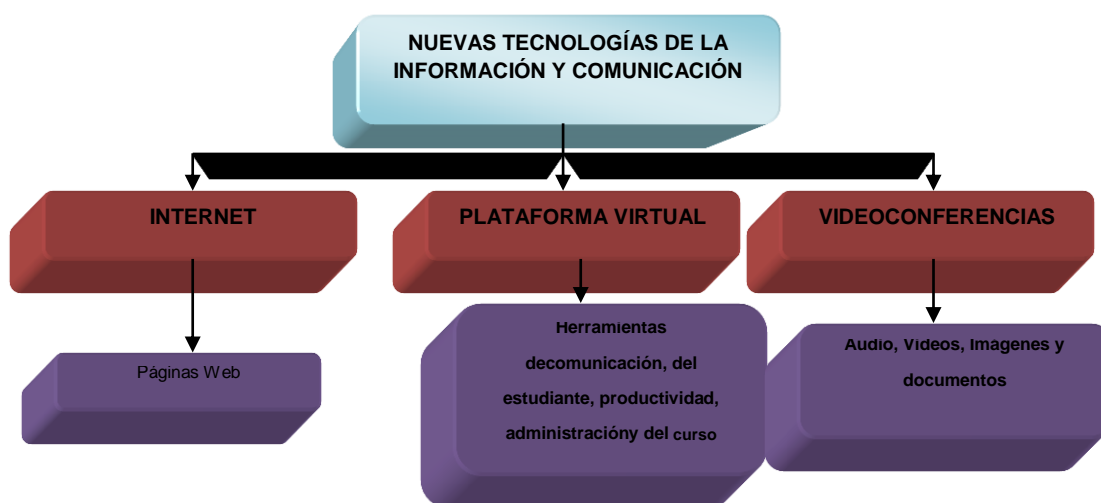 NUEVAS TECNOLOGÍAS DE LA
INFORMACIÓN Y COMUNICACIÓN
INTERNET
PLATAFORMA VIRTUAL
VIDEOCONFERENCIAS
Páginas Web
Herramientas
decomunicación, del
estudiante, productividad,
administracióny del curso
Audio, Videos, Imágenes y
documentos